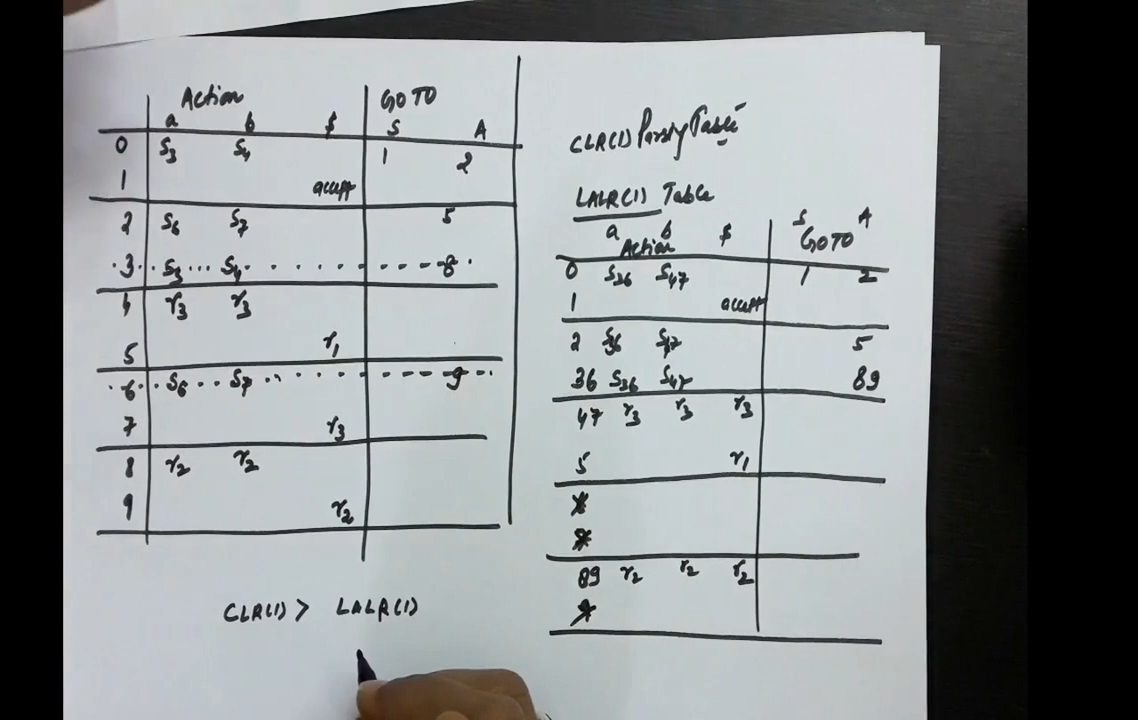 Action GOTO
a b $ S A
0 S3 S4 1 2
1 accept
2 S6 S7 5
3 S3 S4 8
4 r3 r3
5 r1
6 S6 S7 9
7 r3
8 r2 r2
9 r2
CLR(1) > LALR(1)
CLR(1) Parsing Table
LALR(1) Table
a b $ S A
Action GOTO
0 S36 S47 1 2
1 accept
2 S36 S47 5
36 S36 S47 89
47 r3 r3 r3
5 r1
89 r2 r2 r2